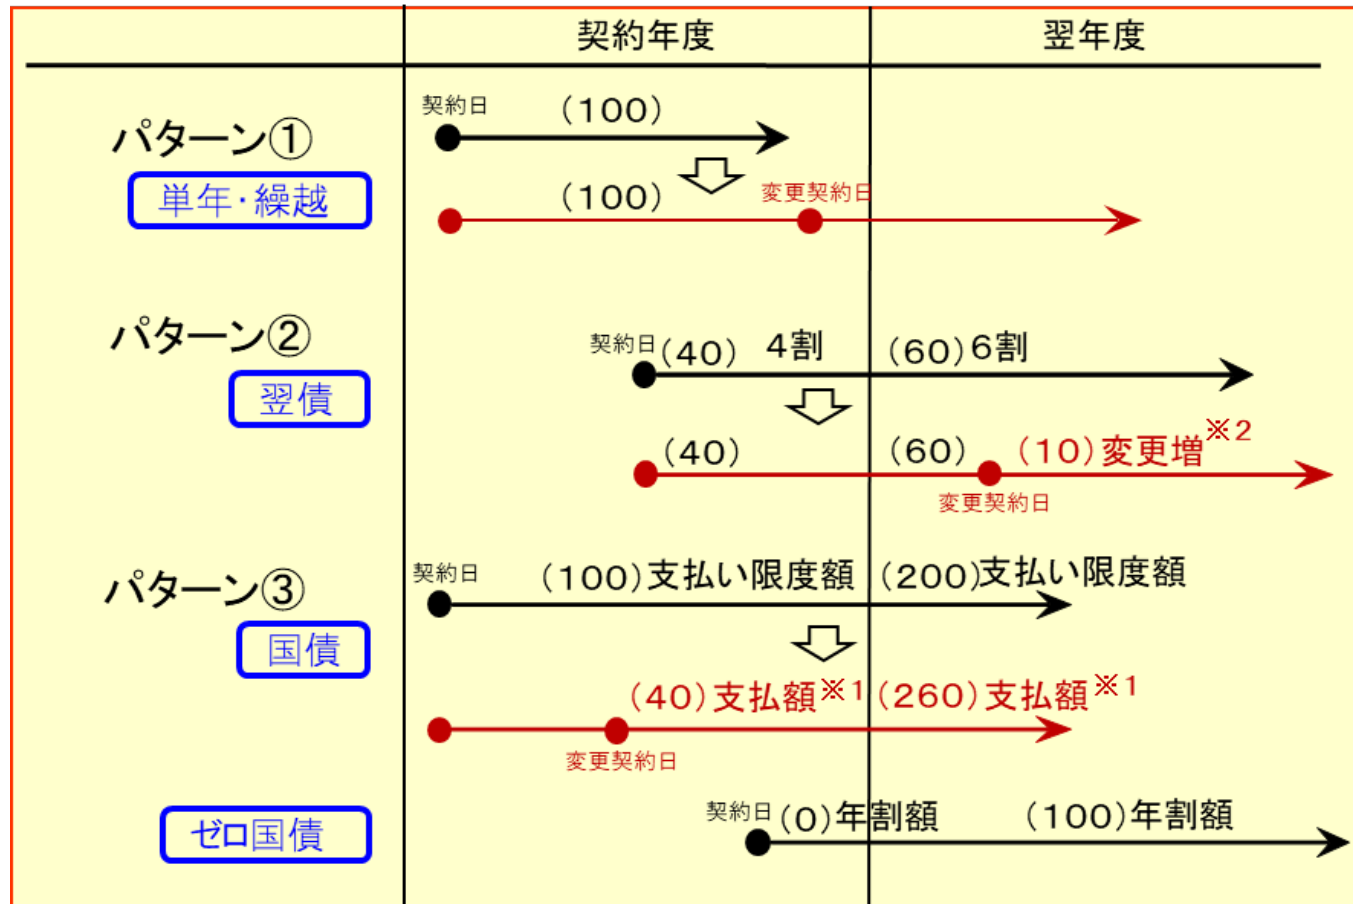 契約年度 翌年度
契約日 (100)
パターン①
単年・繰越
(100) 変更契約日
パターン②
翌債
契約日 (40) 4割 (60) 6割
(40) (60) (10)変更増※2
変更契約日
パターン③
国債
契約日 (100)支払い限度額 (200)支払い限度額
(40)支払額※1 (260)支払額※1
変更契約日
ゼロ国債
契約日 (0)年割額 (100)年割額